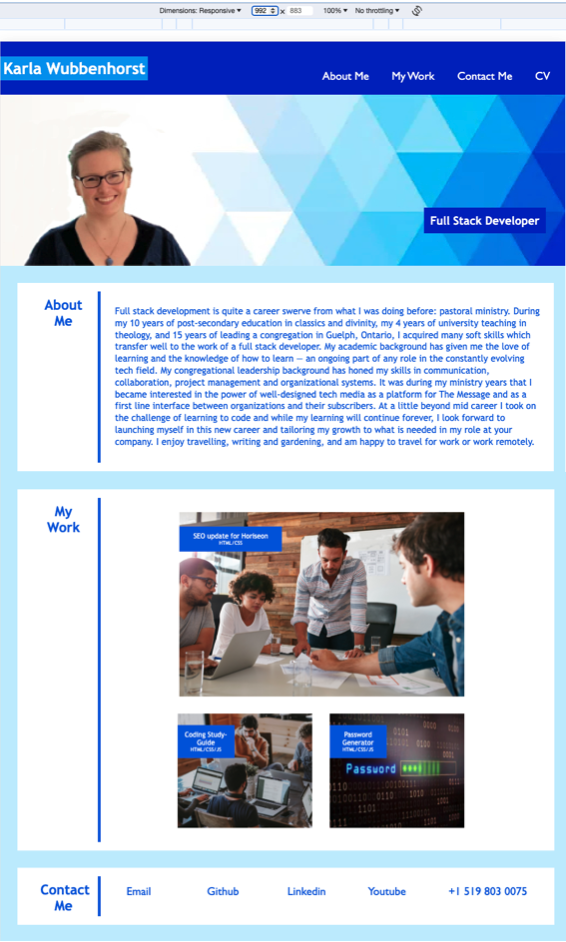 Dimensions: Responsive ▾ 992 x 883 100% ▾ No throttling ▾
Karla Wubbenhorst
About Me My Work Contact Me CV
Full Stack Developer
About
Me
Full stack development is quite a career swerve from what I was doing before: pastoral ministry. During
my 10 years of post-secondary education in classics and divinity, my 4 years of university teaching in
theology, and 15 years of leading a congregation in Guelph, Ontario, I acquired many soft skills which
transfer well to the work of a full stack developer. My academic background has given me the love of
learning and the knowledge of how to learn — an ongoing part of any role in the constantly evolving
tech field. My congregational leadership background has honed my skills in communication,
collaboration, project management and organizational systems. It was during my ministry years that I
became interested in the power of well-designed tech media as a platform for The Message and as a
first line interface between organizations and their subscribers. At a little beyond mid career I took on
the challenge of learning to code and while my learning will continue forever, I look forward to
launching myself in this new career and tailoring my growth to what is needed in my role at your
company. I enjoy travelling, writing and gardening, and am happy to travel for work or work remotely.
My
Work
SEO update for Horiseon
HTML/CSS
Coding Study-
Guide
HTML/CSS/JS
Password
Generator
HTML/CSS/JS
Password
Contact
Me
Email Github Linkedin Youtube +1 519 803 0075